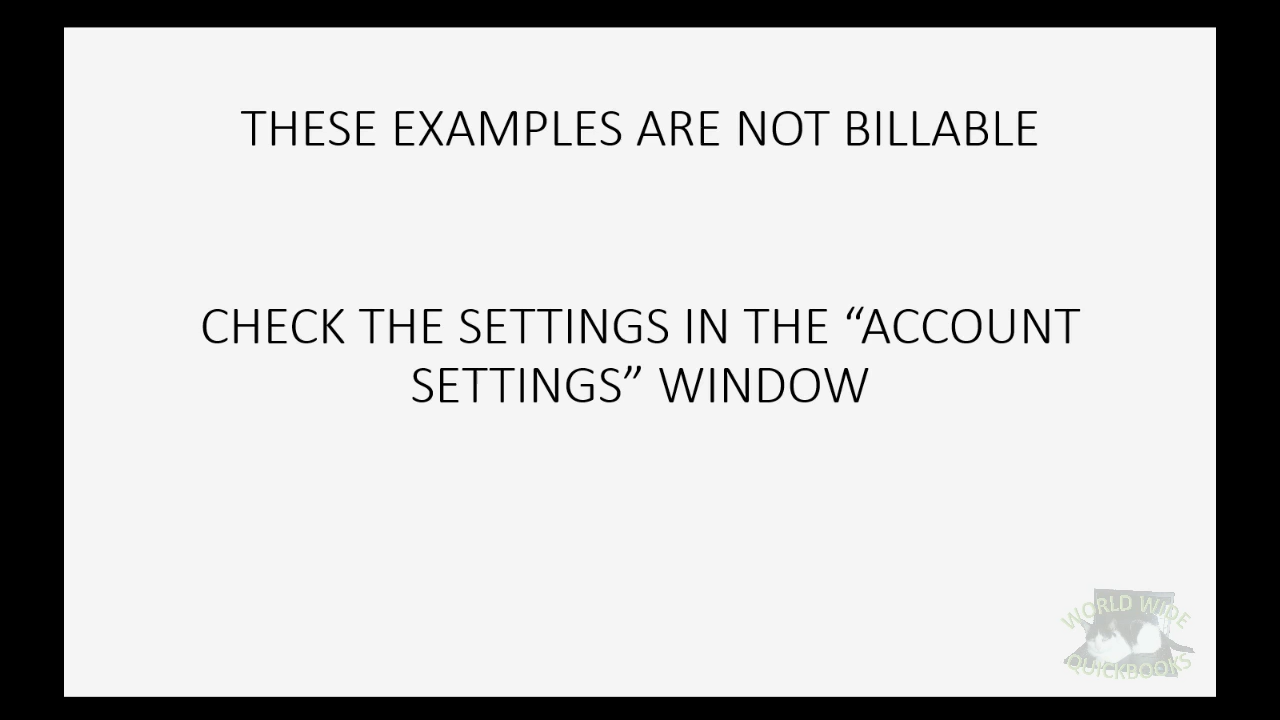 THESE EXAMPLES ARE NOT BILLABLE
CHECK THE SETTINGS IN THE “ACCOUNT
SETTINGS” WINDOW
WORLD WIDE
QUICKBOOKS